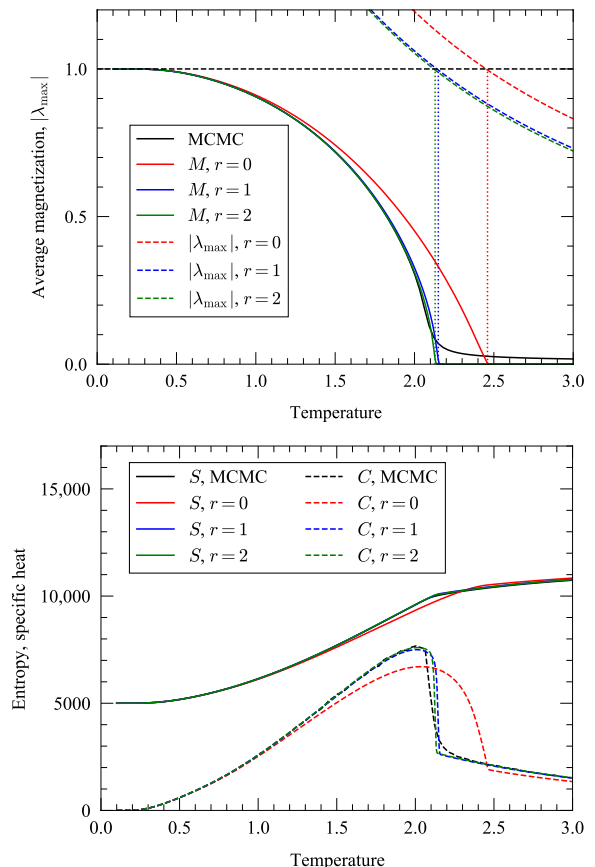 Average magnetization, |λmax|
1.0
0.5
0.0
MCMC
M, r = 0
M, r = 1
M, r = 2
|λmax|, r = 0
|λmax|, r = 1
|λmax|, r = 2
0.0 0.5 1.0 1.5 2.0 2.5 3.0
Temperature
Entropy, specific heat
15,000
10,000
5000
0
S, MCMC C, MCMC
S, r = 0 C, r = 0
S, r = 1 C, r = 1
S, r = 2 C, r = 2
0.0 0.5 1.0 1.5 2.0 2.5 3.0
Temperature